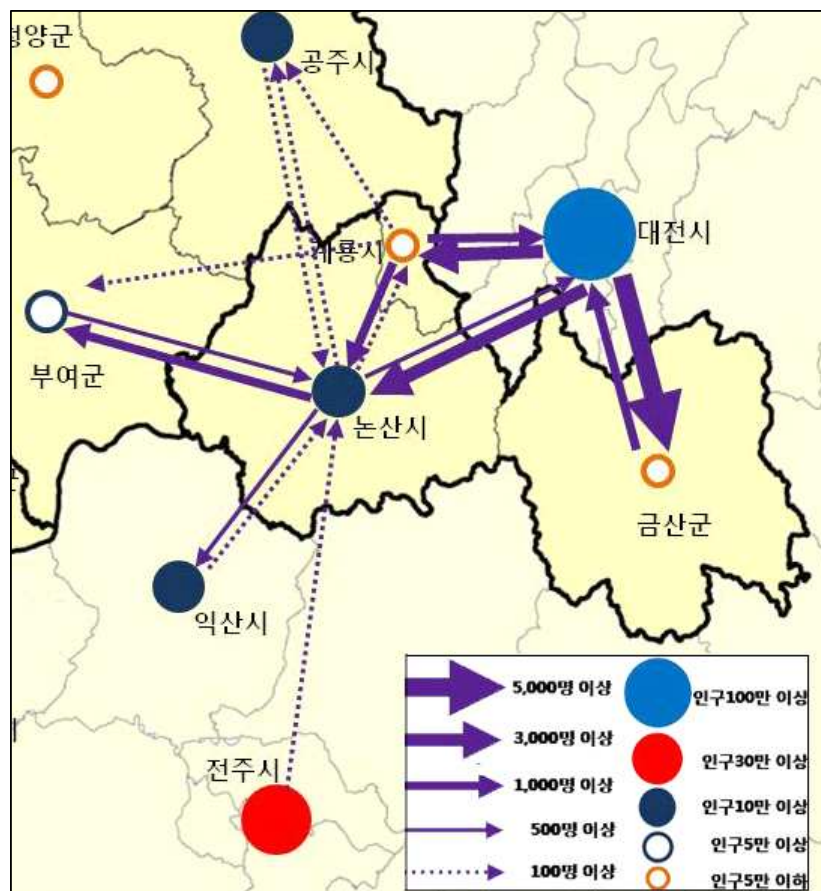 공주시
계룡시
대전시
부여군
논산시
금산군
익산시
전주시
5,000명 이상
인구100만 이상
3,000명 이상
인구30만 이상
1,000명 이상
인구10만 이상
500명 이상
인구5만 이상
100명 이상
인구5만 이하